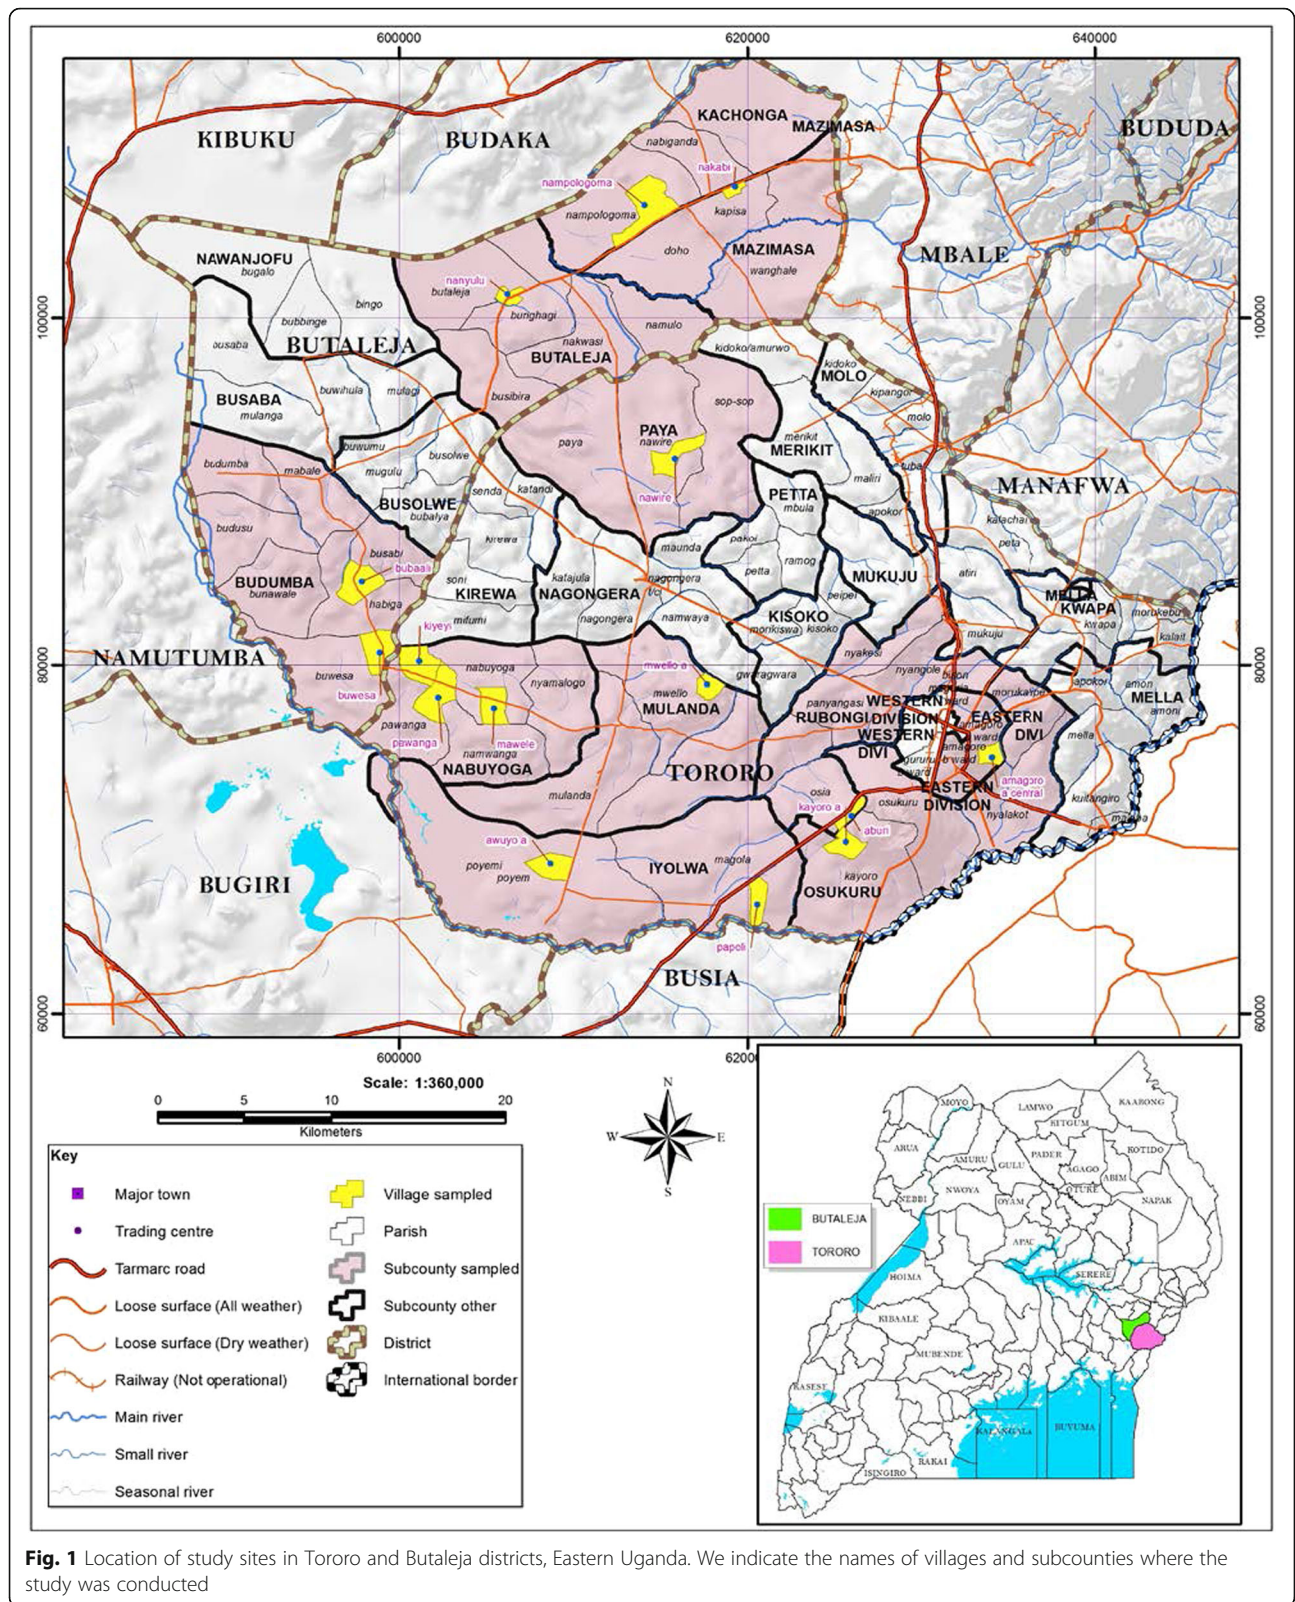 600000
620000
640000
KACHONGA
MAZIMASA
KIBUKU
BUDAKA
BUDUDA
nabiganda
nakabi
nampologoma
nampologoma
kapisa
doho
MAZIMASA
wanghale
MBALE
NAWANJOFU
bugalo
nanyulu
butaleja
bingo
bunghagi
namulo
100000
100000
bubbinge
BUTALEJA
nakwasi
BUTALEJA
kidoko/amurwo
kidoko
MOLO
busaba
buwihula
mulagi
busibira
kipangor
BUSABA
mulanga
sop-sop
molo
PAYA
nawire
paya
merikit
MERIKIT
buwumu
busolwe
budumba
mabale
mugulu
tuba
maliri
MANAFWA
senda
katandi
nawire
PETTA
mbula
BUSOLWE
bubalya
apokor
budusu
kirewa
kalachai
peta
busabi
maunda
pakoi
bubaali
BUDUMBA
bunawale
soni
KIREWA
katajula
NAGONGERA
nagongera
t/c
petta
ramog
MUKUJU
atiri
MELLA
KWAPA
habiga
peipei
morukebu
kwapa
mifumi
nagongera
namwaya
KISOKO
morikiswa
kisoko
kiyeyi
mukuju
kalait
NAMUTUMBA
80000
80000
buwesa
nabuyoga
mwello a
nyakesi
gwaragwara
nyangole
nyamalogo
mwello
MULANDA
apokor
amon
MELLA
amoni
morukatipe
buwesa
panyangasi
WESTERN
RUBONGI
DIVISION
EASTERN
DIVI
pawanga
WESTERN
DIVI
amagoro
ward
mella
pawanga
mawele
namwanga
NABUYOGA
amagoro
TORORO
osia
EASTERN
DIVISION
amagoro
a central
mulanda
kayoro a
osukuru
kuitangiro
nyalakot
aburi
awuyo a
poyemi
poyem
IYOLWA
magola
kayoro
OSUKURU
BUGIRI
papoli
BUSIA
60000
60000
600000
620000
Scale: 1:360,000
0 5 10 20
Kilometers
N
W E
S
Key
Major town
Trading centre
Tarmarc road
Loose surface (All weather)
Loose surface (Dry weather)
Railway (Not operational)
Main river
Small river
Seasonal river
Village sampled
Parish
Subcounty sampled
Subcounty other
District
International border
BUTALEJA
TORORO
MOYO
LAMWO
KAABONG
KITGUM
ARUA
PADER
KOTIDO
AMURU
GULU
AGAGO
ABIM
NEBBI
NWOYA
OTUKE
OYAM
NAPAK
APAC
HOIMA
SERERE
KIBAALE
MUBENDE
KASESE
KALANGALA
BUVUMA
RAKAI
ISINGIRO
Fig. 1 Location of study sites in Tororo and Butaleja districts, Eastern Uganda. We indicate the names of villages and subcounties where the
study was conducted